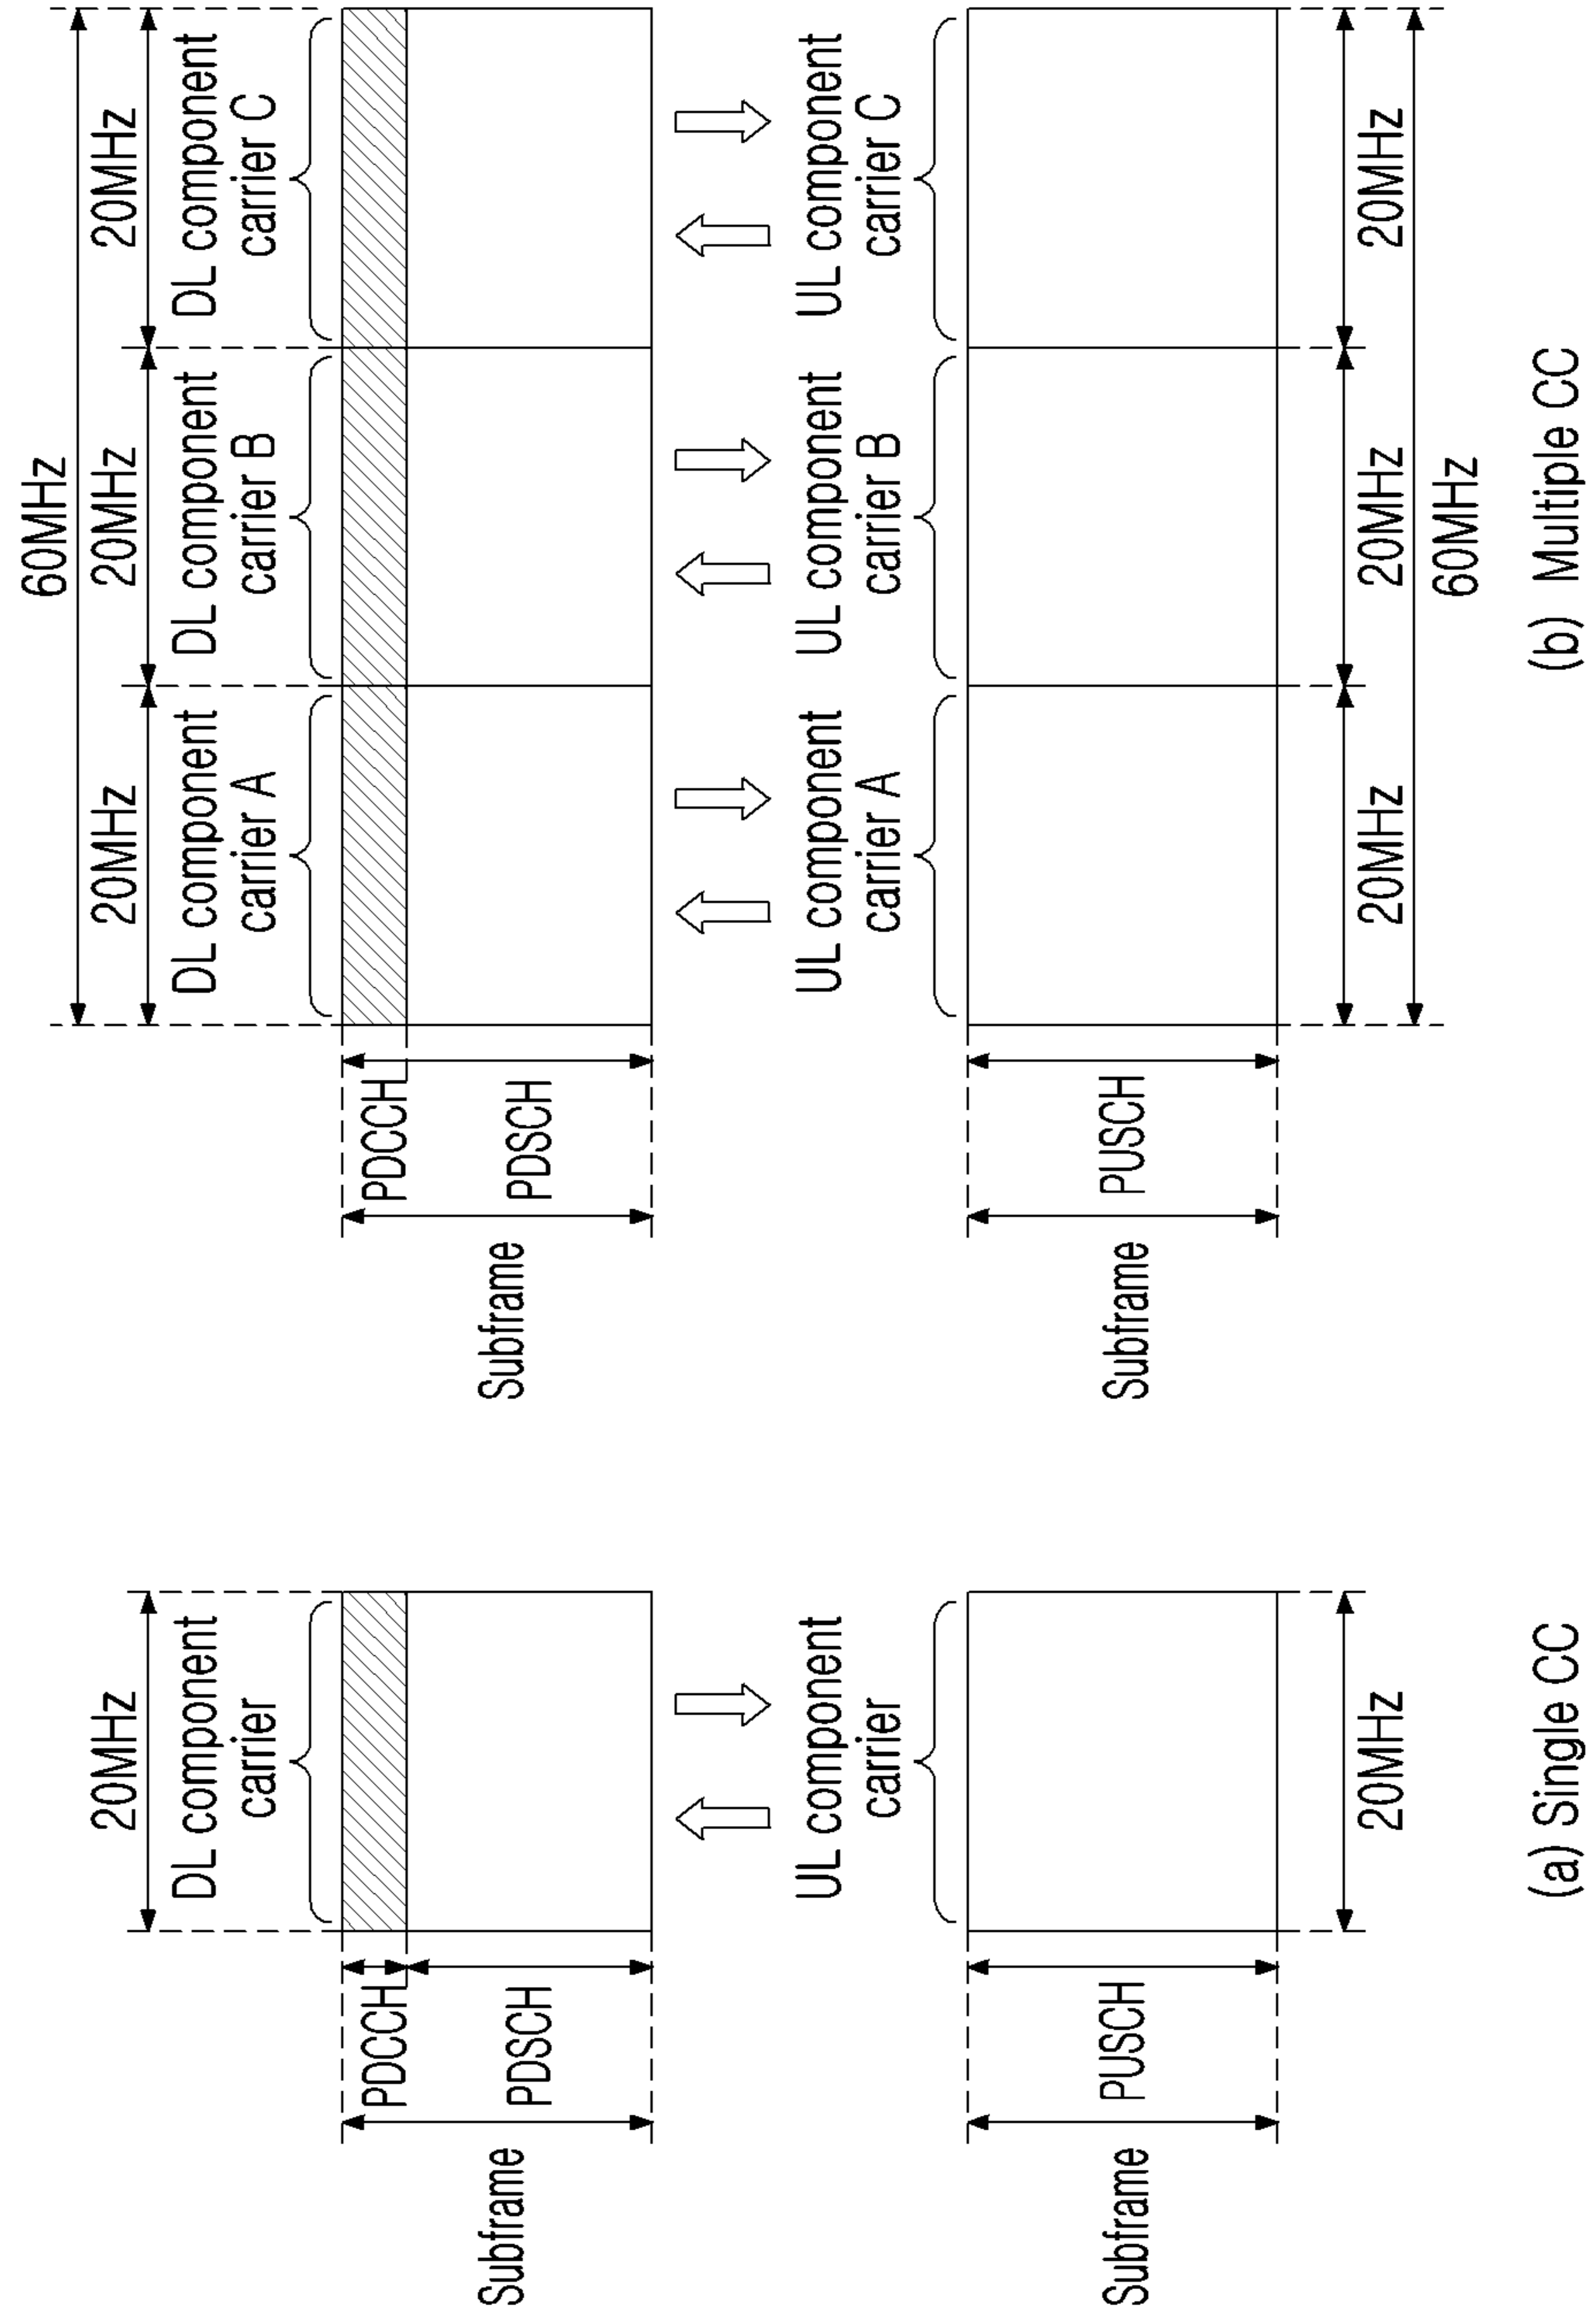 20MHz
DL component
carrier
PDCCH
PDSCH
Subframe
UL component
carrier
PUSCH
Subframe
20MHz
(a) Single CC
60MHz
20MHz
20MHz
20MHz
DL component
carrier A
DL component
carrier B
DL component
carrier C
PDCCH
PDSCH
Subframe
UL component
carrier A
UL component
carrier B
UL component
carrier C
PUSCH
Subframe
20MHz
20MHz
20MHz
60MHz
(b) Multiple CC